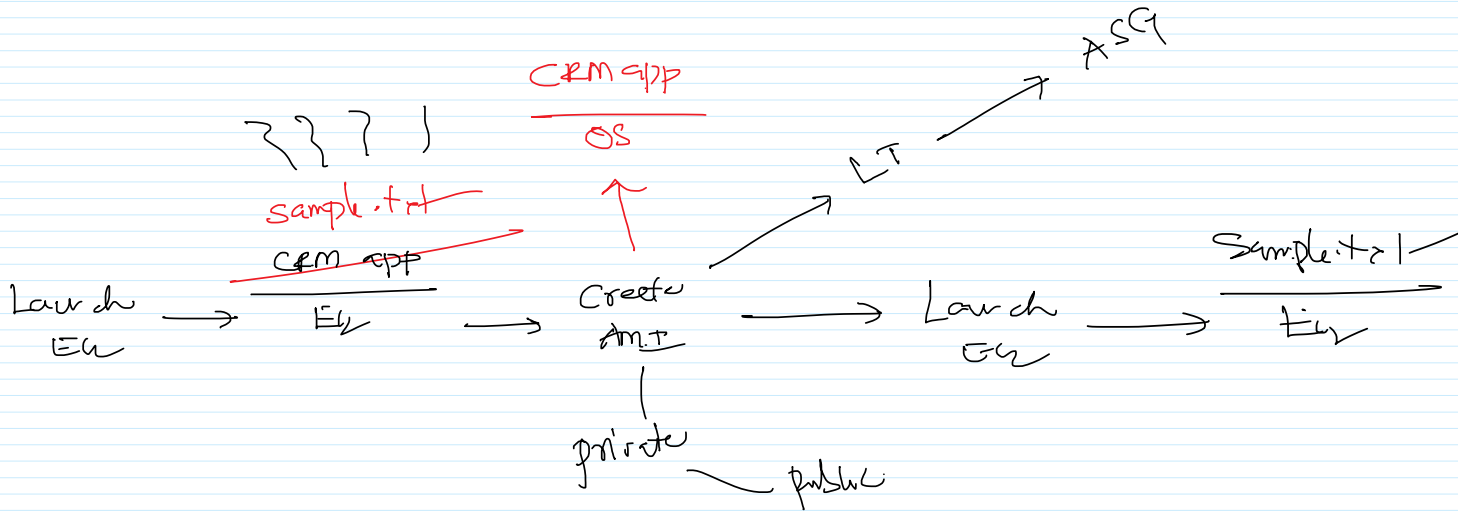 ASG
CRM app
OS
LT
sample.txt
CRM app
Sample.txt
Launch
EC2
EC2
Create
AMI
Launch
EC2
EC2
private
public